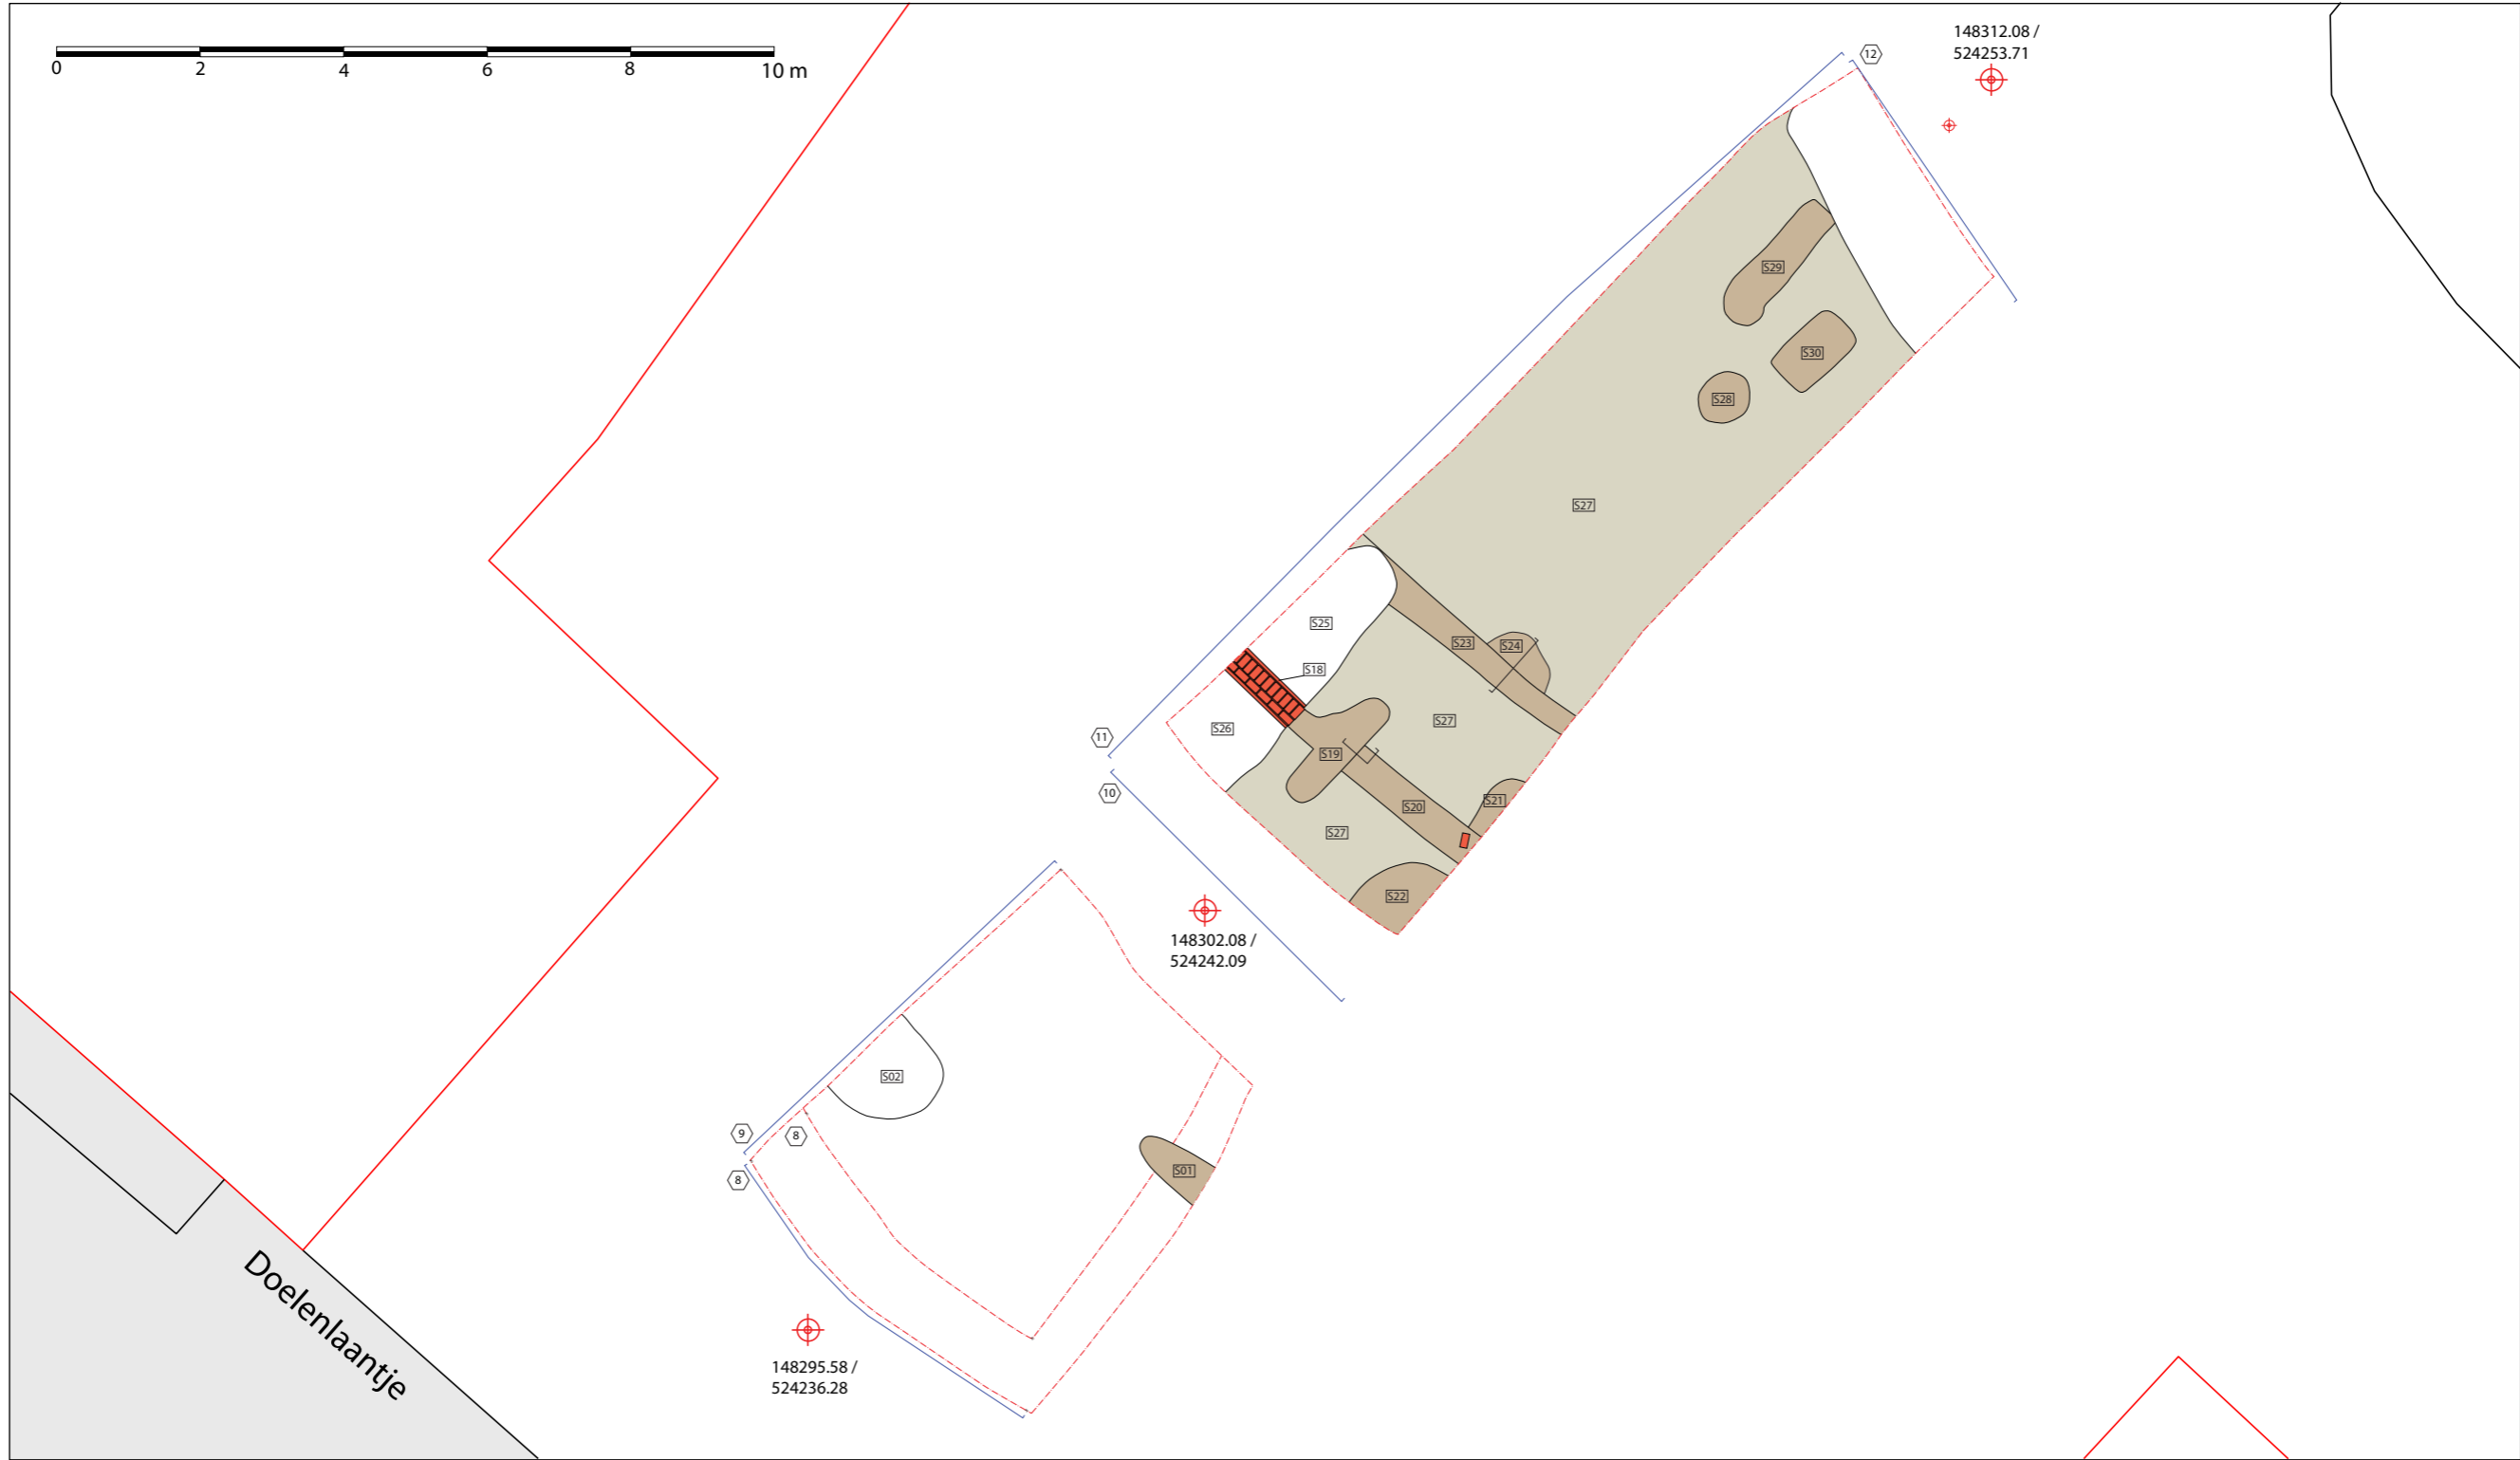 0 2 4 6 8 10 m
12
148312.08 /
524253.71
S29
S30
S28
S27
S25
S23
S24
S18
S26
S27
11
S19
10
S20
S21
S27
S22
148302.08 /
524242.09
S02
9
8
8
S01
Doelenlaantje
148295.58 /
524236.28